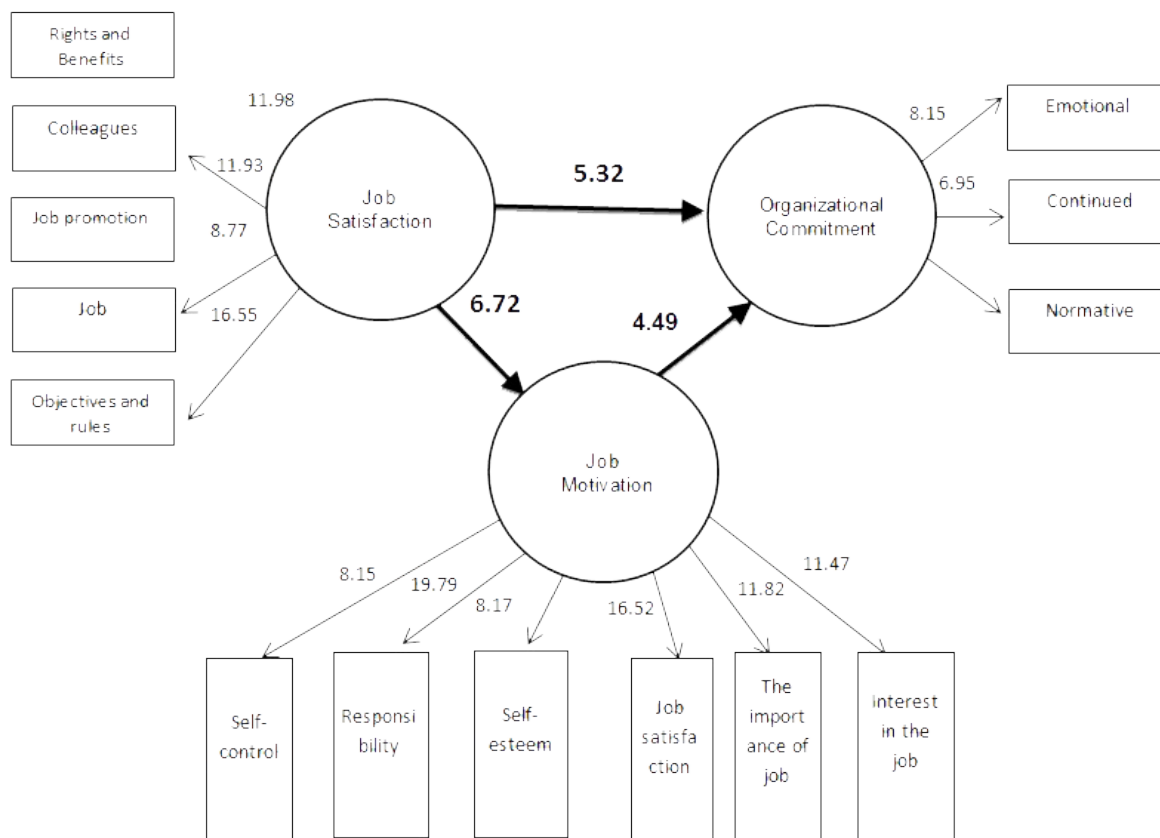 Rights and
Benefits
11.98
Colleagues
11.93
Job promotion
8.77
Job
16.55
Objectives and
rules
Job
Satisfaction
5.32
6.72
4.49
Organizational
Commitment
8.15
Emotional
6.95
Continued
Normative
Job
Motivation
8.15
19.79
8.17
16.52
11.82
11.47
Self-
control
Responsi
bility
Self-
esteem
Job
satisfa
ction
The
import
ance of
job
Interest
in the
job